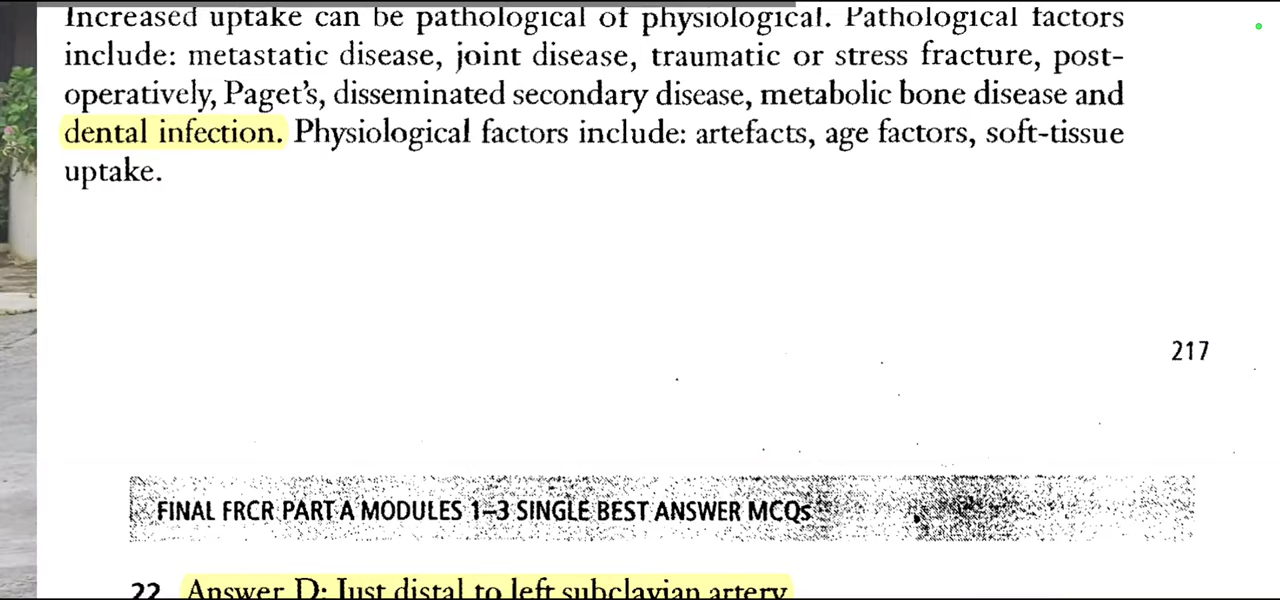 Increased uptake can be pathological of physiological. Pathological factors
include: metastatic disease, joint disease, traumatic or stress fracture, post-
operatively, Paget’s, disseminated secondary disease, metabolic bone disease and
dental infection. Physiological factors include: artefacts, age factors, soft-tissue
uptake.
217
FINAL FRCR PART A MODULES 1–3 SINGLE BEST ANSWER MCQs
22 Answer D: Just distal to left subclavian artery